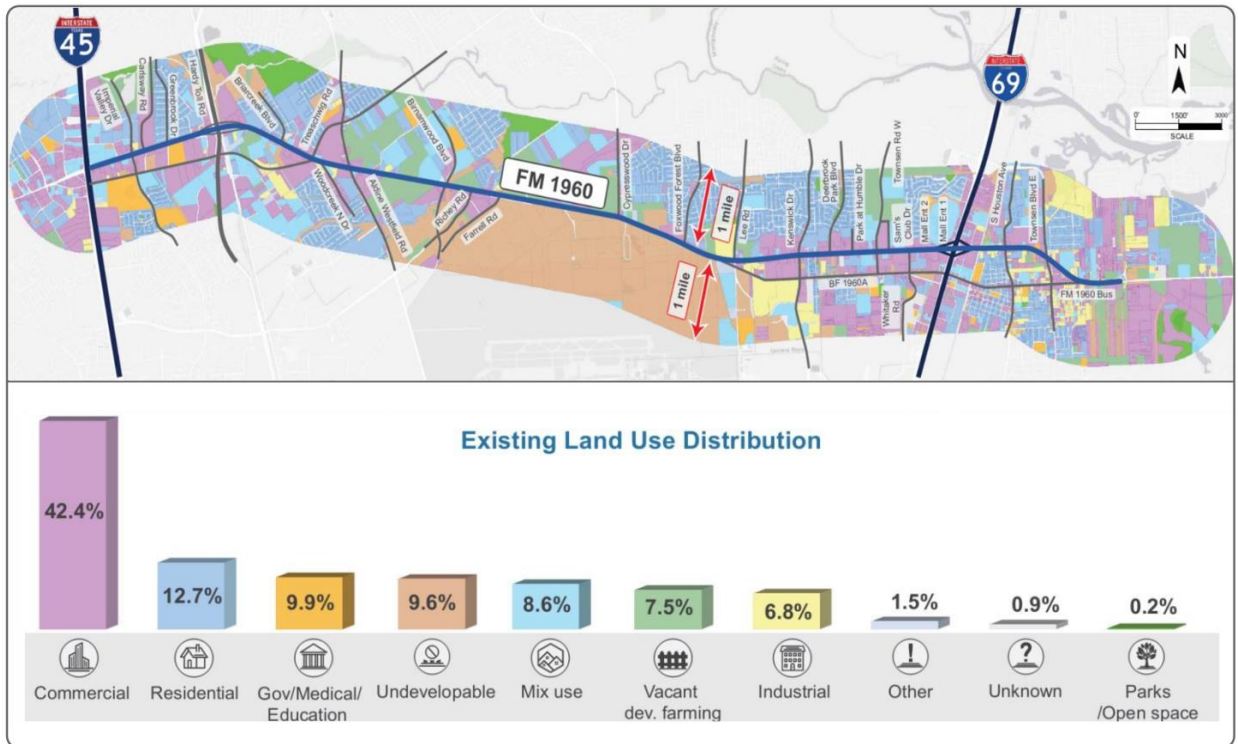 INTERSTATE
TEXAS
45
Imperial
Valley Dr
Carlsway Rd
Greenbrook Dr
Hardy Toll Rd
Briarcreek Blvd
Treaschwig Rd
Birnamwood Blvd
Woodcreek N Dr
Aldine Westfield Rd
Richey Rd
Farrell Rd
FM 1960
Cypresswood Dr
Foxwood Forest Blvd
1 mile
1 mile
Lee Rd
Kenswick Dr
Deerbrook
Park Blvd
Park at Humble Dr
Townsen Rd W
Sam's
Club Dr
Mall Ent 2
Mall Ent 1
INTERSTATE
69
S Houston Ave
Townsen Blvd E
BF 1960A
Whitaker
Rd
FM 1960 Bus
N
0'
1500'
3000'
SCALE
Existing Land Use Distribution
42.4%
12.7%
9.9%
9.6%
8.6%
7.5%
6.8%
1.5%
0.9%
0.2%
Commercial
Residential
Gov/Medical/
Education
Undevelopable
Mix use
Vacant
dev. farming
Industrial
Other
Unknown
Parks
/Open space